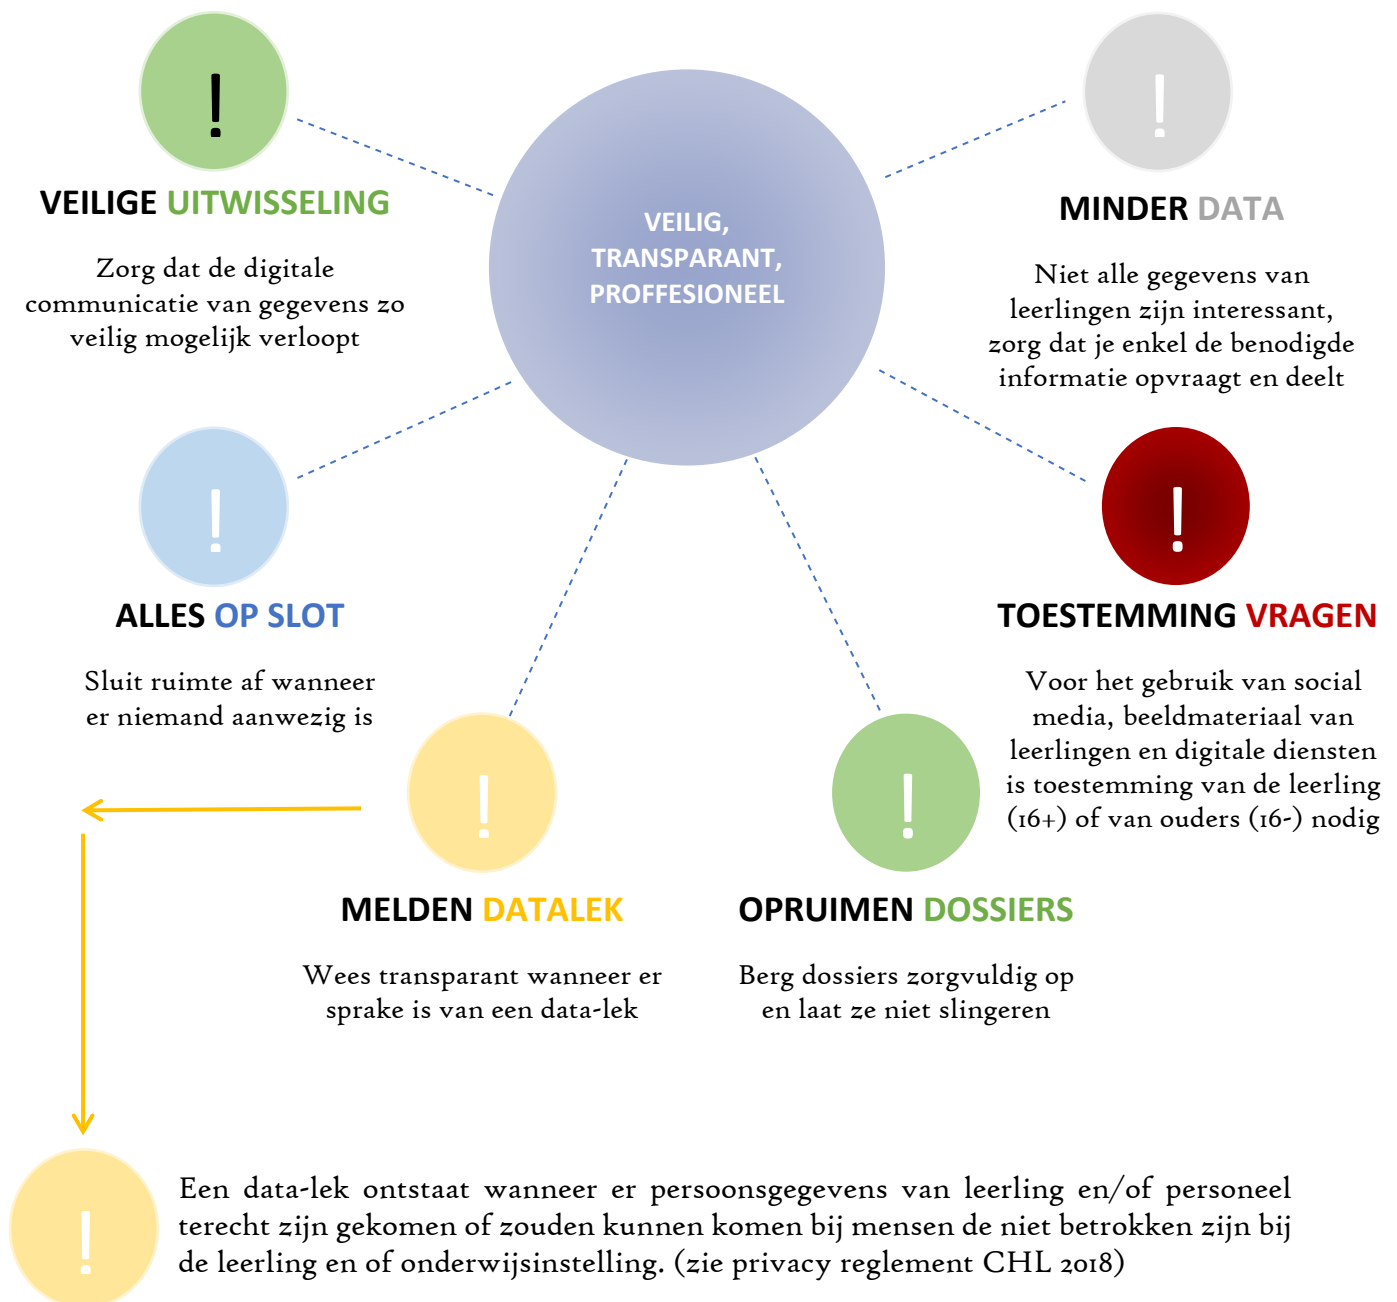 !
VEILIGE UITWISSELING
Zorg dat de digitale
communicatie van gegevens zo
veilig mogelijk verloopt
VEILIG,
TRANSPARANT,
PROFFESIONEEL
!
MINDER DATA
Niet alle gegevens van
leerlingen zijn interessant,
zorg dat je enkel de benodigde
informatie opvraagt en deelt
!
ALLES OP SLOT
Sluit ruimte af wanneer
er niemand aanwezig is
!
TOESTEMMING VRAGEN
Voor het gebruik van social
media, beeldmateriaal van
leerlingen en digitale diensten
is toestemming van de leerling
(16+) of van ouders (16-) nodig
!
MELDEN DATALEK
Wees transparant wanneer er
sprake is van een data-lek
!
OPRUIMEN DOSSIERS
Berg dossiers zorgvuldig op
en laat ze niet slingeren
!
Een data-lek ontstaat wanneer er persoonsgegevens van leerling en/of personeel
terecht zijn gekomen of zouden kunnen komen bij mensen de niet betrokken zijn bij
de leerling en of onderwijsinstelling. (zie privacy reglement CHL 2018)